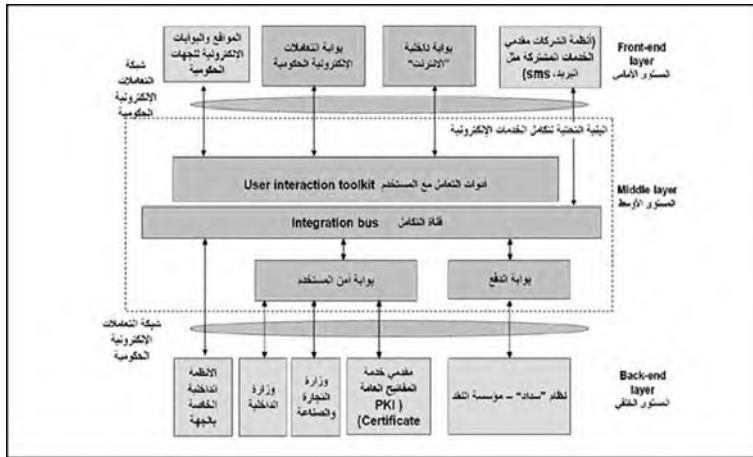 المواقع والبوابات
الالكترونية للجهات
الحكومية
بوابة التعاملات
الالكترونية الحكومية
بوابة داخلية
"الانترنت"
(أنظمة الشركات مقدمي
الخدمات المشتركة مثل
البريد، sms)
Front-end
layer
المستوى الأمامي
شبكة
التعاملات
الإلكترونية
الحكومية
البنية التحتية لتكامل الخدمات الإلكترونية
أدوات التعامل مع المستخدم User interaction toolkit
Middle layer
المستوى الأوسط
قناة التكامل Integration bus
بوابة أمن المستخدم
بوابة الدفع
شبكة التعاملات
الإلكترونية
الحكومية
الأنظمة
الداخلية
الخاصة
بالجهة
وزارة
الداخلية
وزارة
التجارة
والصناعة
مقدمي خدمة
المفاتيح العامة
PKI )
(Certificate
نظام "سداد" – مؤسسة النقد
Back-end
layer
المستوى الخلفي